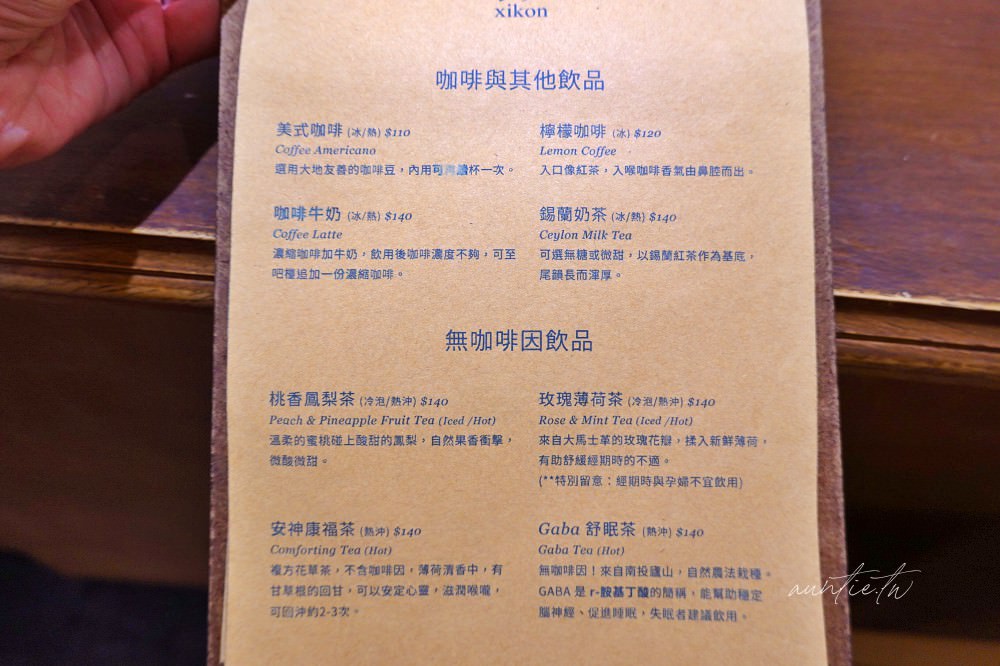 xikon
咖啡與其他飲品
美式咖啡 (冰/熱) $110
Coffee Americano
選用大地友善的咖啡豆，內用可續杯一次。
檸檬咖啡 (冰) $120
Lemon Coffee
入口像紅茶，入喉咖啡香氣由鼻腔而出。
咖啡牛奶 (冰/熱) $140
Coffee Latte
濃縮咖啡加牛奶，飲用後咖啡濃度不夠，可至
吧檯追加一份濃縮咖啡。
錫蘭奶茶 (冰/熱) $140
Ceylon Milk Tea
可選無糖或微甜，以錫蘭紅茶作為基底，
尾韻長而渾厚。
無咖啡因飲品
桃香鳳梨茶 (冷泡/熱沖) $140
Peach & Pineapple Fruit Tea (Iced /Hot)
溫柔的蜜桃碰上酸甜的鳳梨，自然果香衝擊，
微酸微甜。
玫瑰薄荷茶 (冷泡/熱沖) $140
Rose & Mint Tea (Iced /Hot)
來自大馬士革的玫瑰花瓣，揉入新鮮薄荷，
有助舒緩經期時的不適。
(**特別留意：經期時與孕婦不宜飲用)
安神康福茶 (熱沖) $140
Comforting Tea (Hot)
複方花草茶，不含咖啡因，薄荷清香中，有
甘草根的回甘，可以安定心靈，滋潤喉嚨，
可回沖約2-3次。
Gaba 舒眠茶 (熱沖) $140
Gaba Tea (Hot)
無咖啡因！來自南投廬山，自然農法栽種。
GABA 是 r-胺基丁酸的簡稱，能幫助穩定
腦神經、促進睡眠，失眠者建議飲用。
auntie.tw